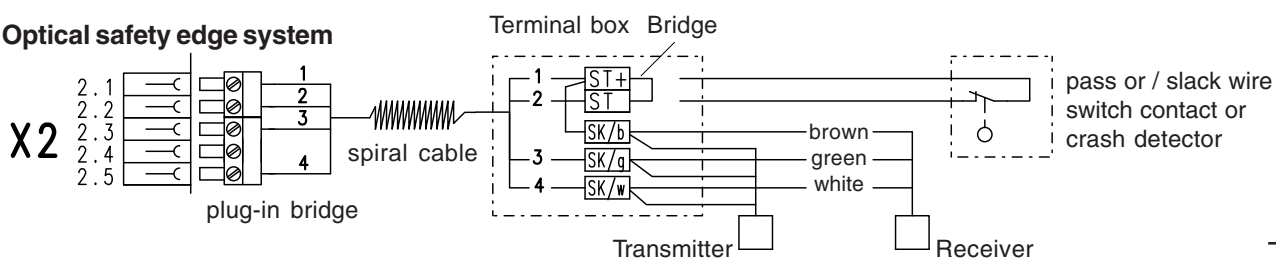 Optical safety edge system
Terminal box Bridge
X2
2.1
2.2
2.3
2.4
2.5
1
2
3
4
plug-in bridge
spiral cable
1
2
3
4
ST+
ST
SK/b
SK/g
SK/w
brown
green
white
Transmitter
Receiver
pass or / slack wire
switch contact or
crash detector